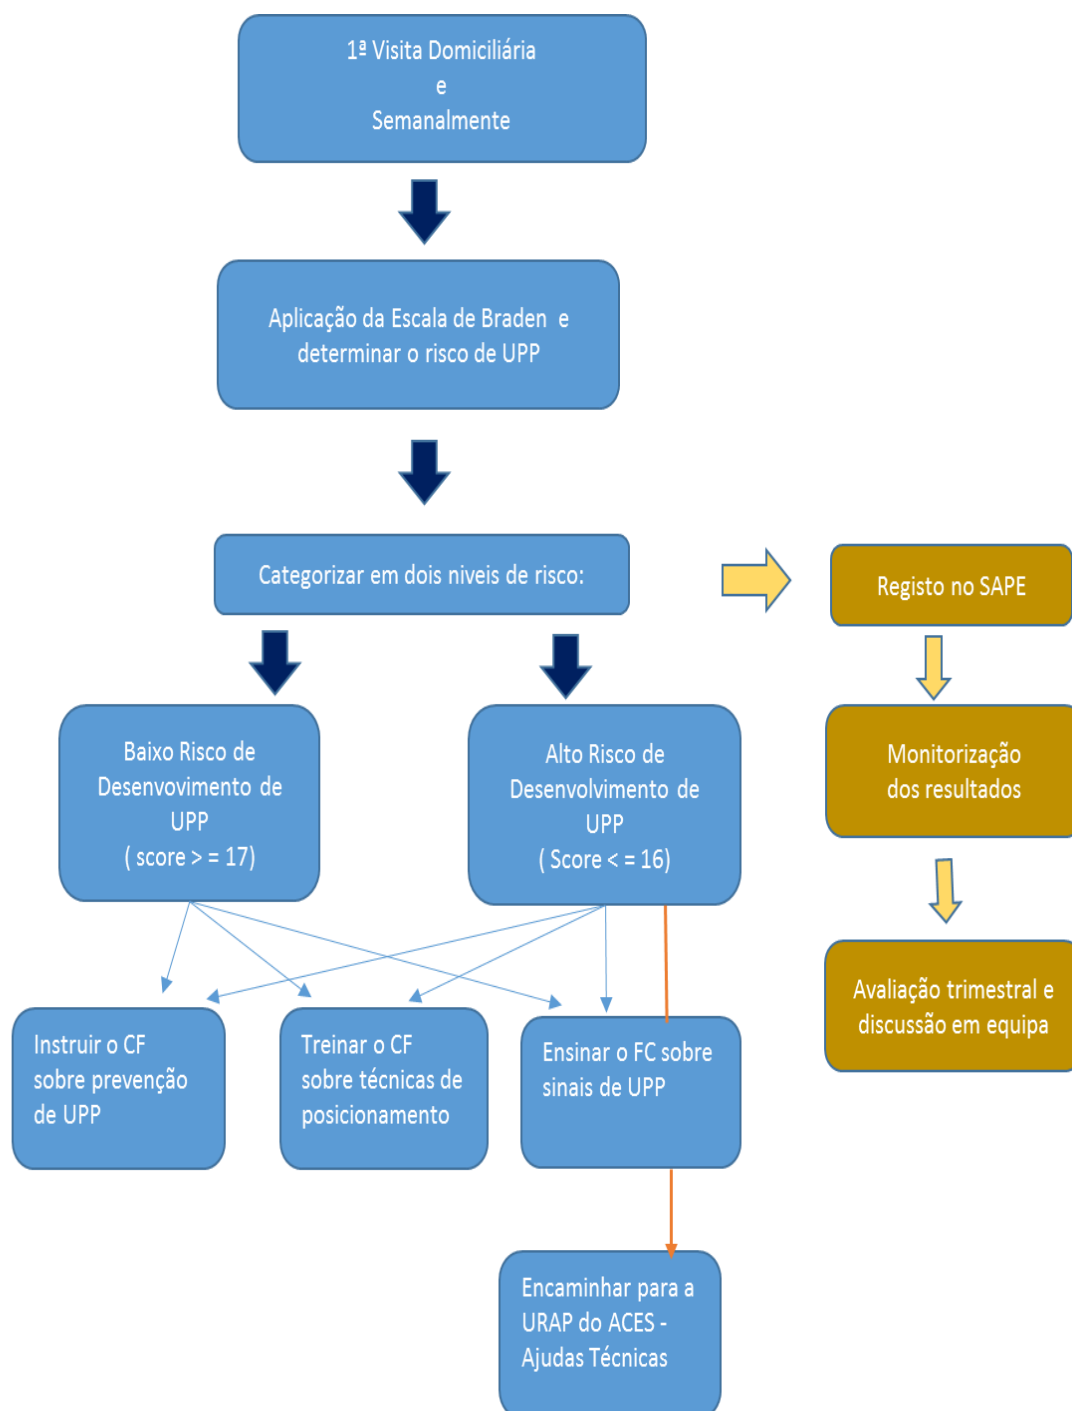 1ª Visita Domiciliária
e
Semanalmente
Aplicação da Escala de Braden e
determinar o risco de UPP
Categorizar em dois niveis de risco:
Registo no SAPE
Baixo Risco de
Desenvovimento de
UPP
( score > = 17)
Alto Risco de
Desenvolvimento de
UPP
( Score < = 16)
Monitorização
dos resultados
Avaliação trimestral e
discussão em equipa
Instruir o CF
sobre prevenção
de UPP
Treinar o CF
sobre técnicas de
posicionamento
Ensinar o FC sobre
sinais de UPP
Encaminhar para a
URAP do ACES -
Ajudas Técnicas